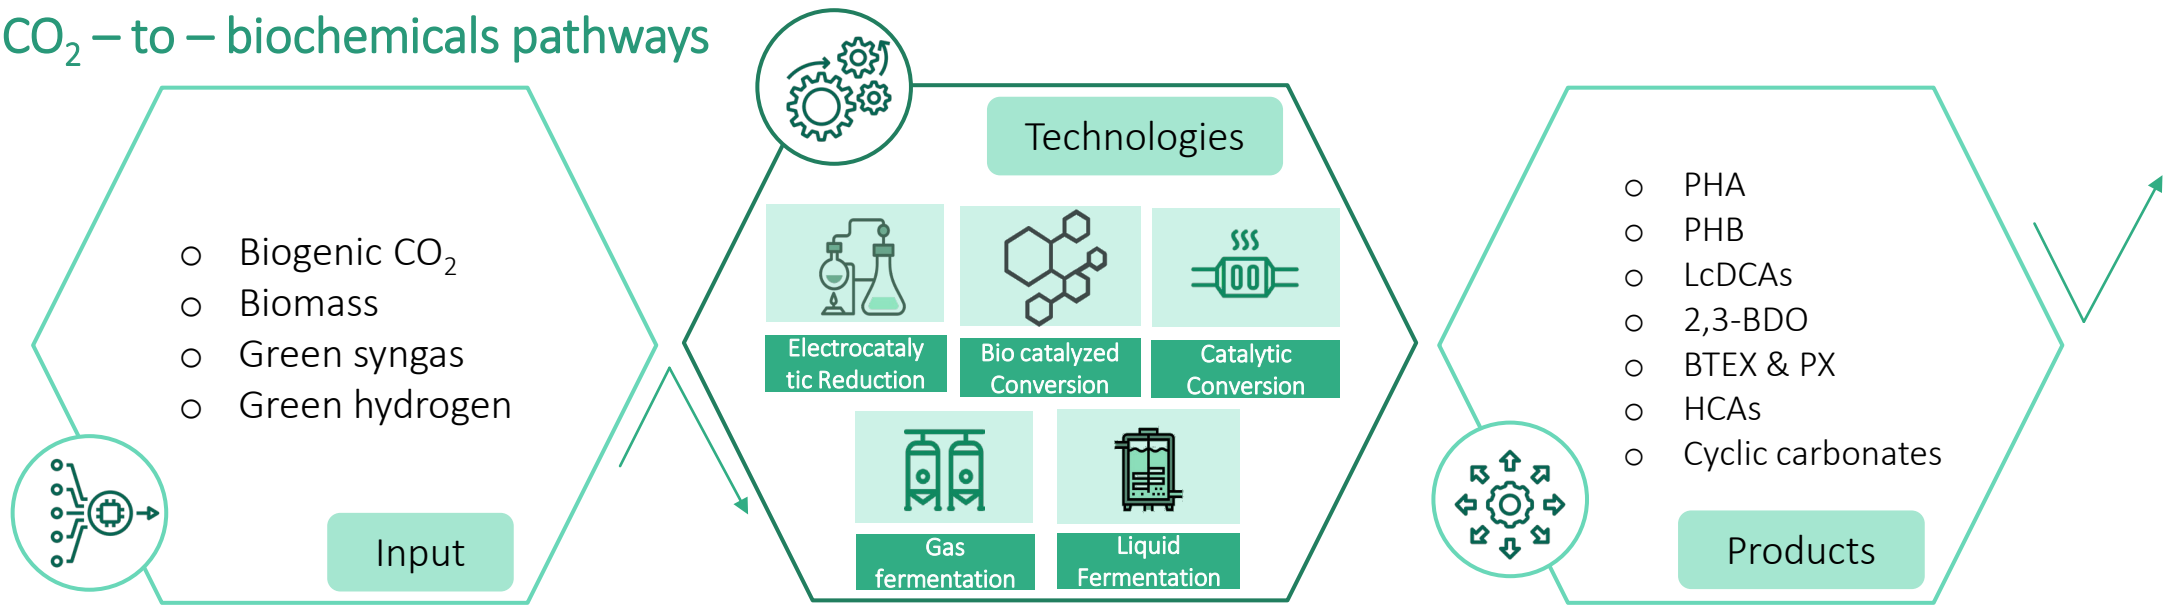 CO₂ – to – biochemicals pathways
o Biogenic CO₂
o Biomass
o Green syngas
o Green hydrogen
Input
Technologies
Electrocataly
tic Reduction
Bio catalyzed
Conversion
Catalytic
Conversion
Gas
fermentation
Liquid
Fermentation
o PHA
o PHB
o LcDCAs
o 2,3-BDO
o BTEX & PX
o HCAs
o Cyclic carbonates
Products